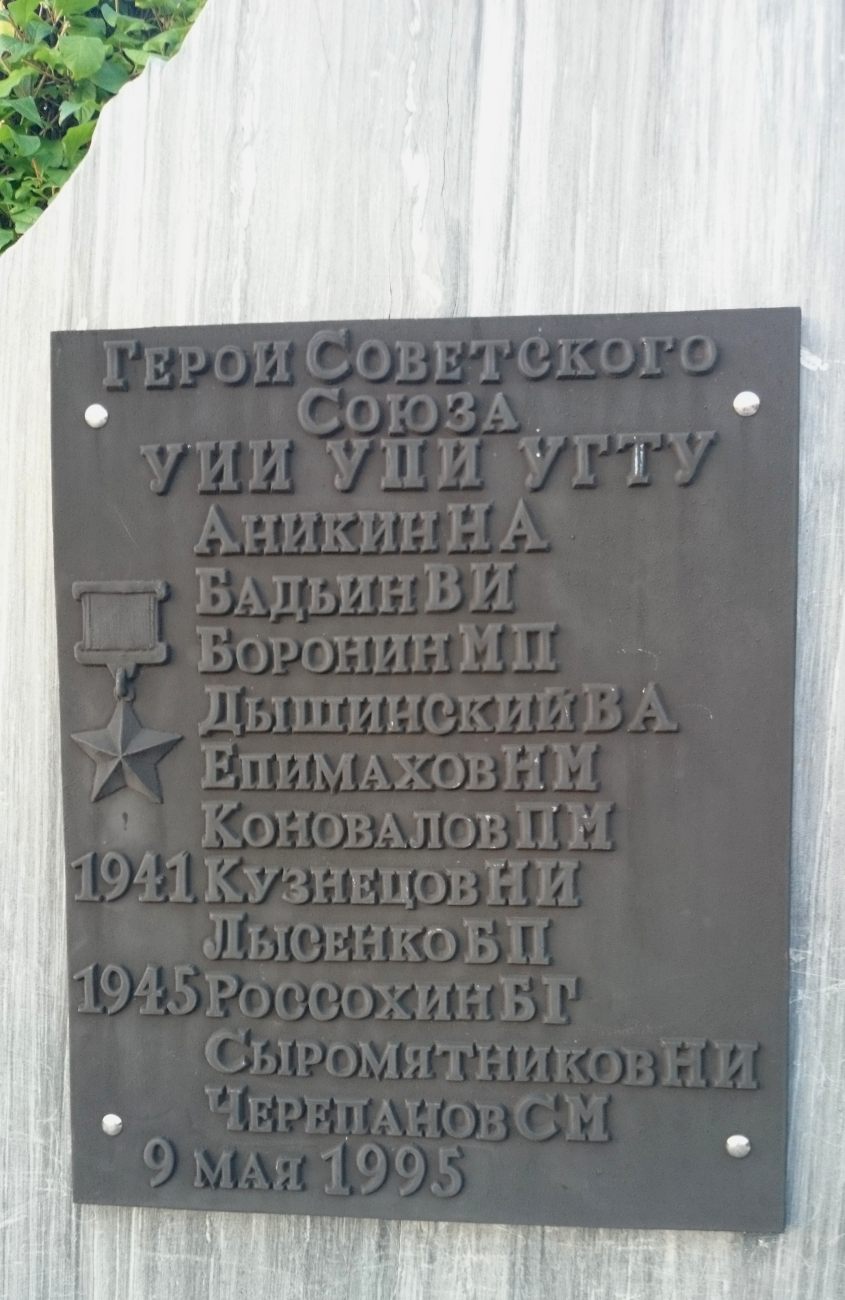 Герои Советского
Союза
УИИ УПИ УГТУ
Аникин Н А
Бадьин В И
Боронин М П
Дыщинский В А
Епимахов Н М
Коновалов П М
1941 Кузнецов Н И
Лысенко Б П
1945 Россохин Б Г
Сыромятников Н И
Черепанов С М
9 мая 1995